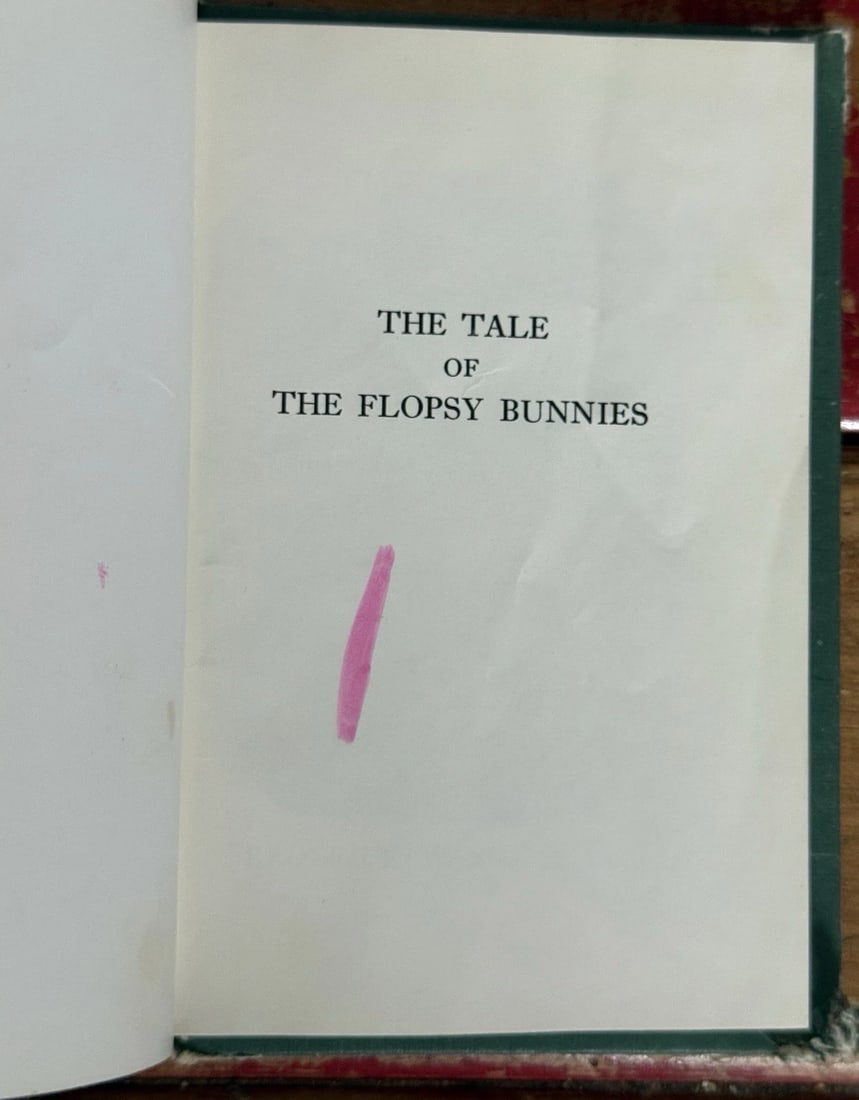 THE TALE
OF
THE FLOPSY BUNNIES